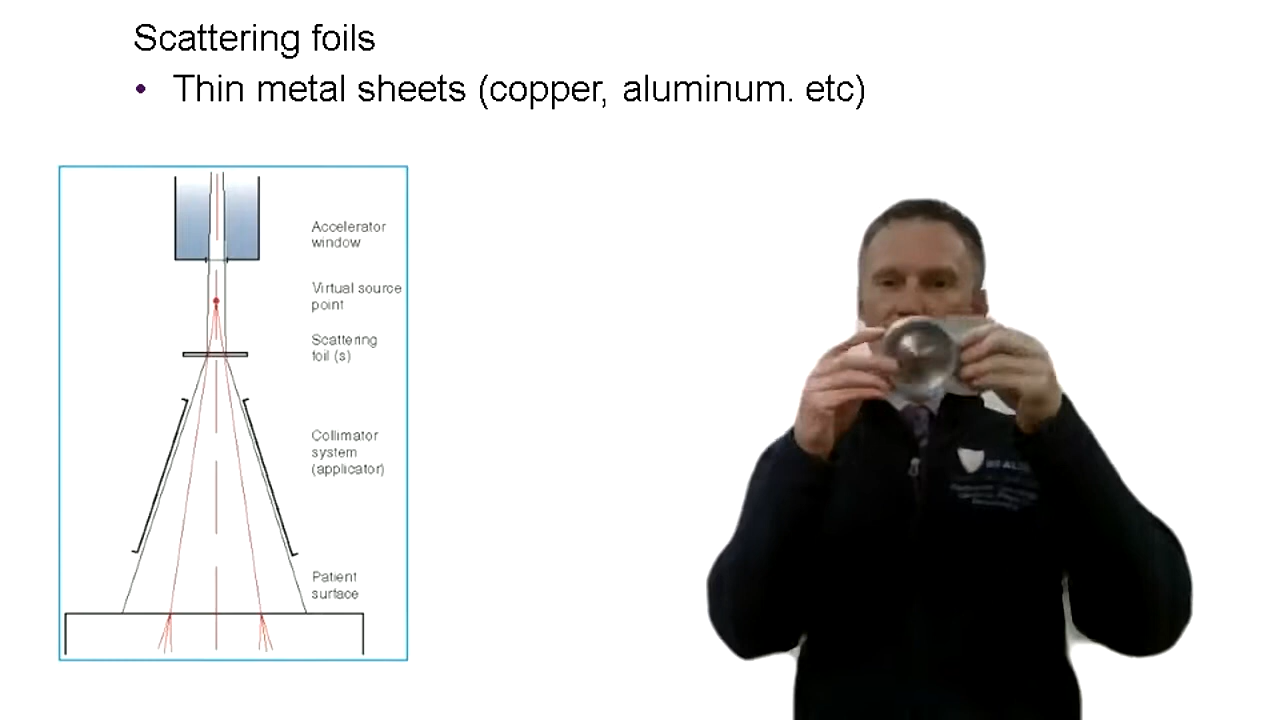 Scattering foils
• Thin metal sheets (copper, aluminum. etc)
Accelerator
window
Virtual source
point
Scattering
foil (s)
Collimator
system
(applicator)
Patient
surface